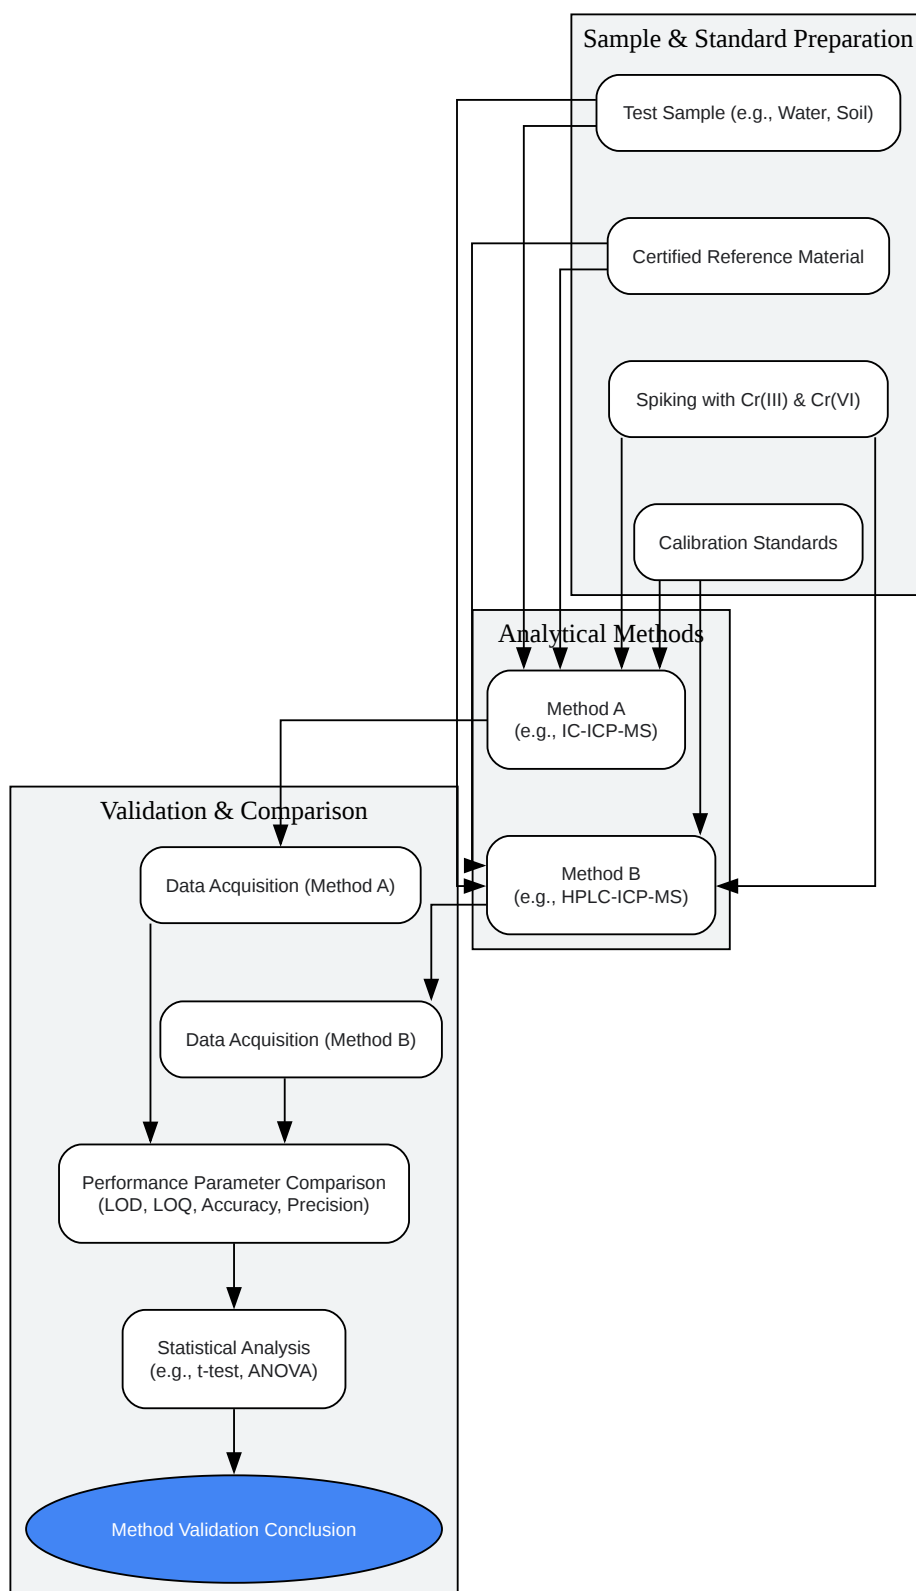 Sample & Standard Preparation
Test Sample (e.g., Water, Soil)
Certified Reference Material
Spiking with Cr(III) & Cr(VI)
Calibration Standards
Analytical Methods
Method A
(e.g., IC-ICP-MS)
Method B
(e.g., HPLC-ICP-MS)
Validation & Comparison
Data Acquisition (Method A)
Data Acquisition (Method B)
Performance Parameter Comparison
(LOD, LOQ, Accuracy, Precision)
Statistical Analysis
(e.g., t-test, ANOVA)
Method Validation Conclusion